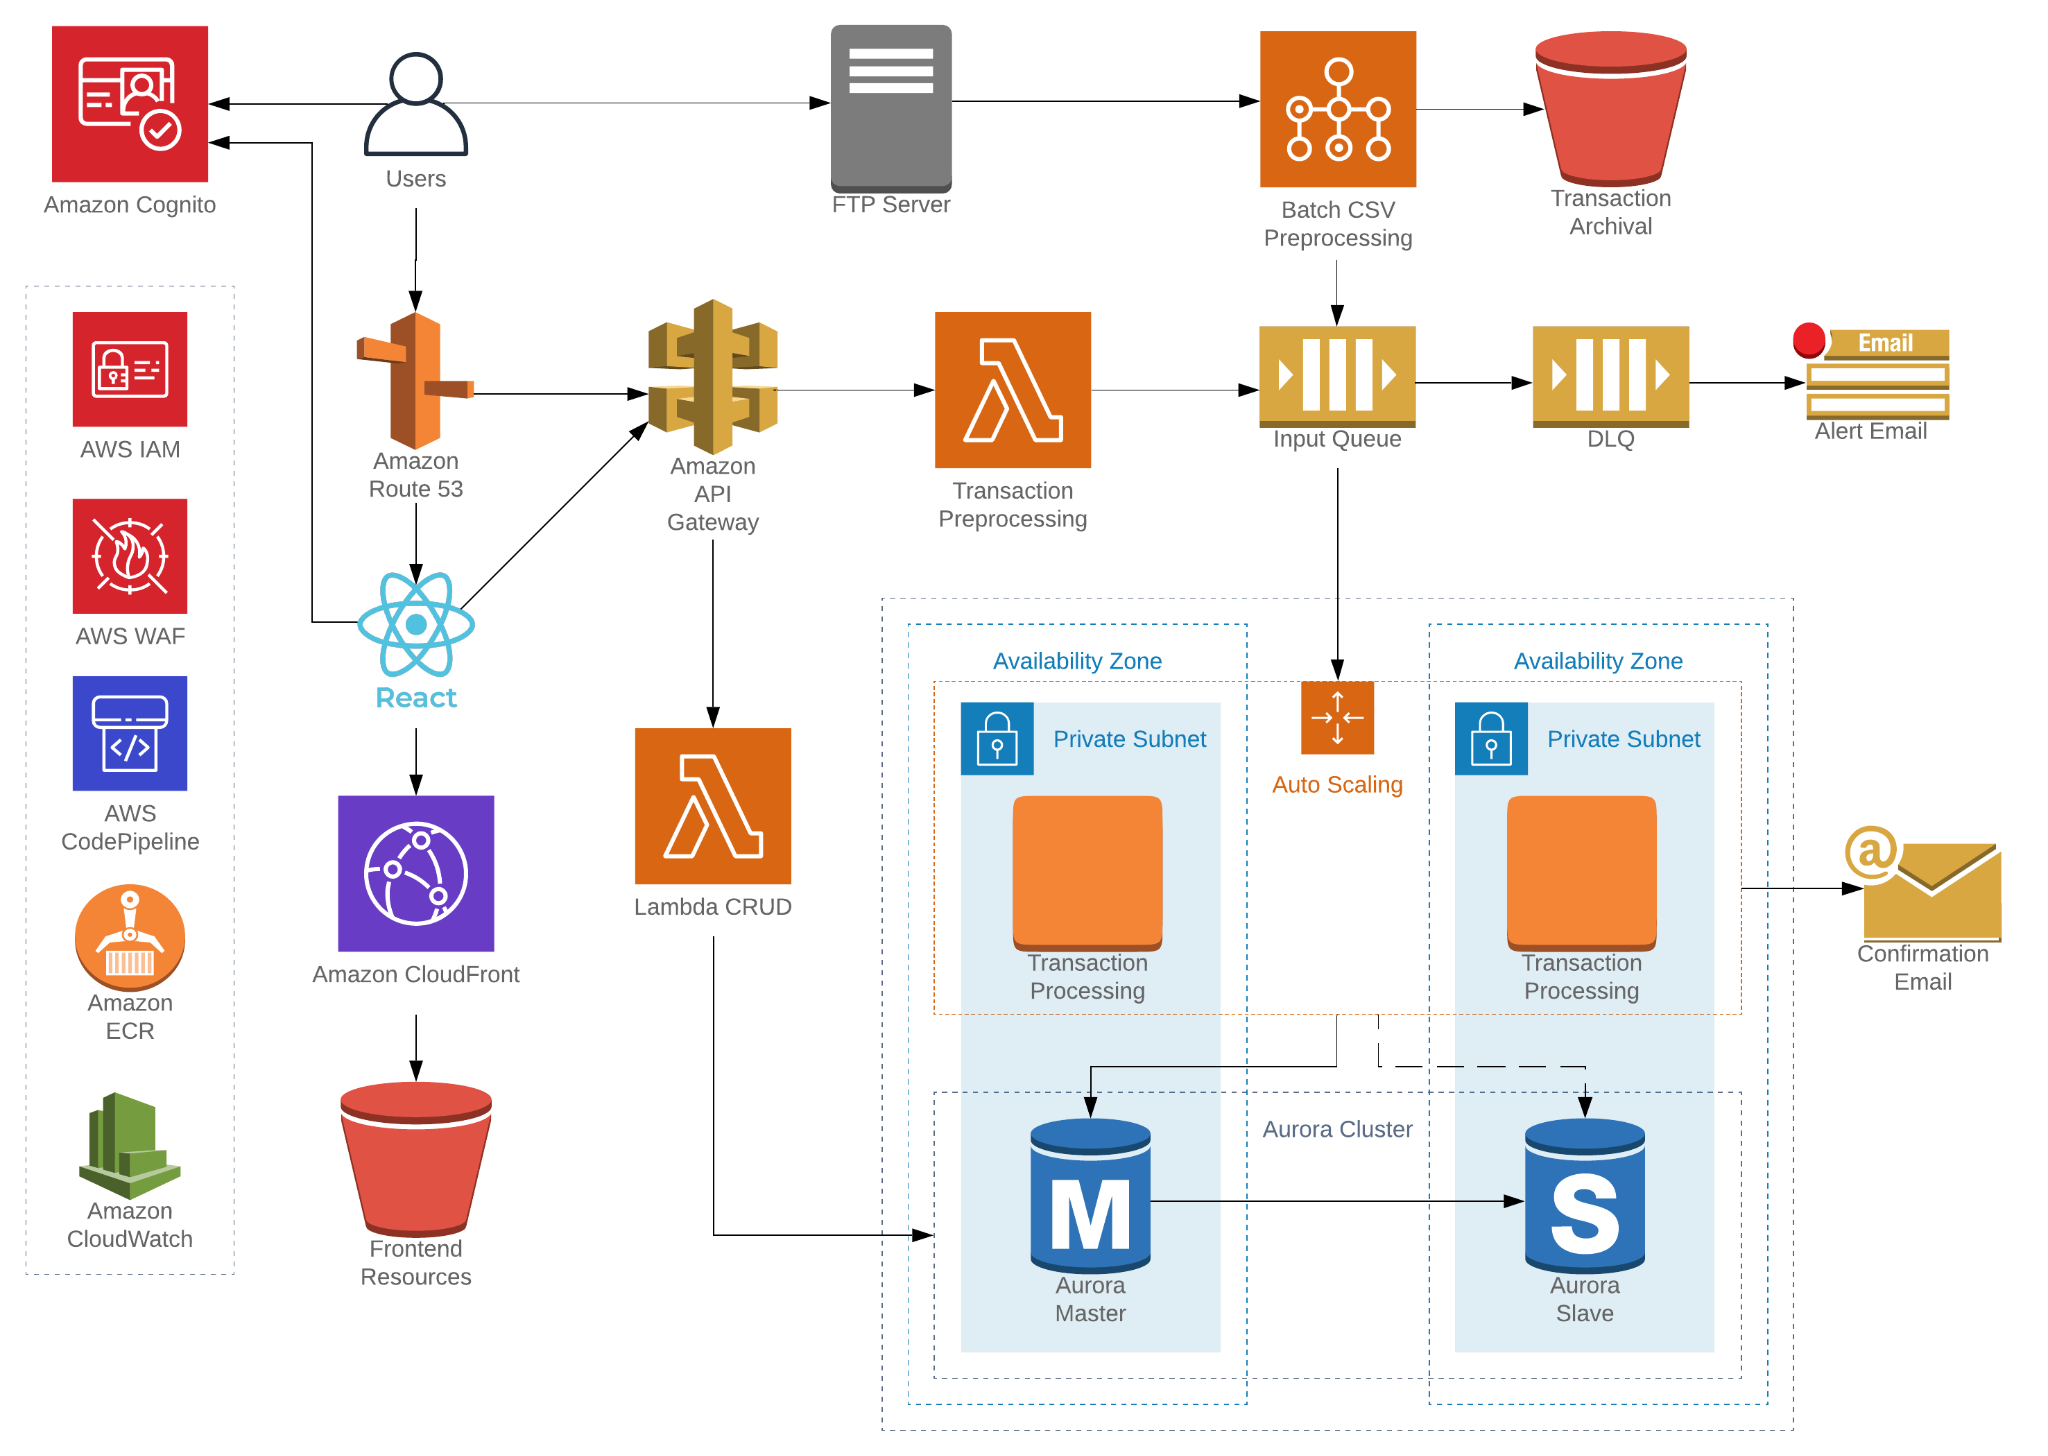 Amazon Cognito
Users
FTP Server
Batch CSV
Preprocessing
Transaction
Archival
AWS IAM
AWS WAF
AWS
CodePipeline
Amazon
ECR
Amazon
CloudWatch
Amazon
Route 53
React
Amazon CloudFront
Frontend
Resources
Amazon
API
Gateway
Lambda CRUD
Transaction
Preprocessing
Input Queue
DLQ
Email
Alert Email
Availability Zone
Private Subnet
Transaction
Processing
Auto Scaling
Availability Zone
Private Subnet
Transaction
Processing
@
Confirmation
Email
Aurora Cluster
M
Aurora
Master
S
Aurora
Slave